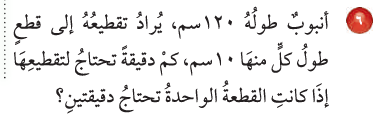 ٦ أنبوبٌ طولُهُ ١٢٠سم، يُرادُ تقطيعُهُ إلى قطعٍ
طولُ كلٍّ منهَا ١٠سم، كمْ دقيقةً تحتاجُ لتقطيعِهَا
إذَا كانتِ القطعةُ الواحدةُ تحتاجُ دقيقتينِ؟